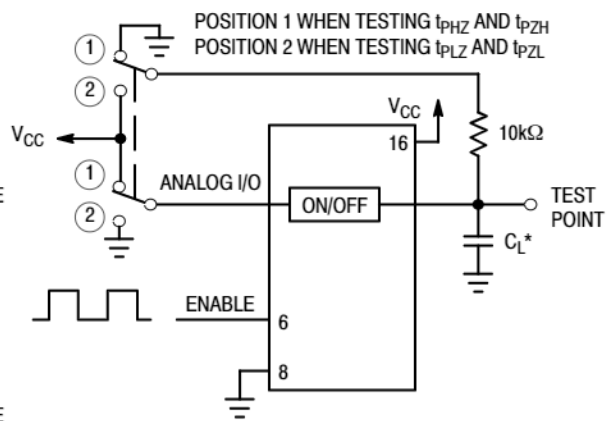 POSITION 1 WHEN TESTING tPHZ AND tPZH
POSITION 2 WHEN TESTING tPLZ AND tPZL
1
2
VCC
VCC
16
10kΩ
1
ANALOG I/O
ON/OFF
TEST
POINT
2
CL*
ENABLE
6
8
E
E